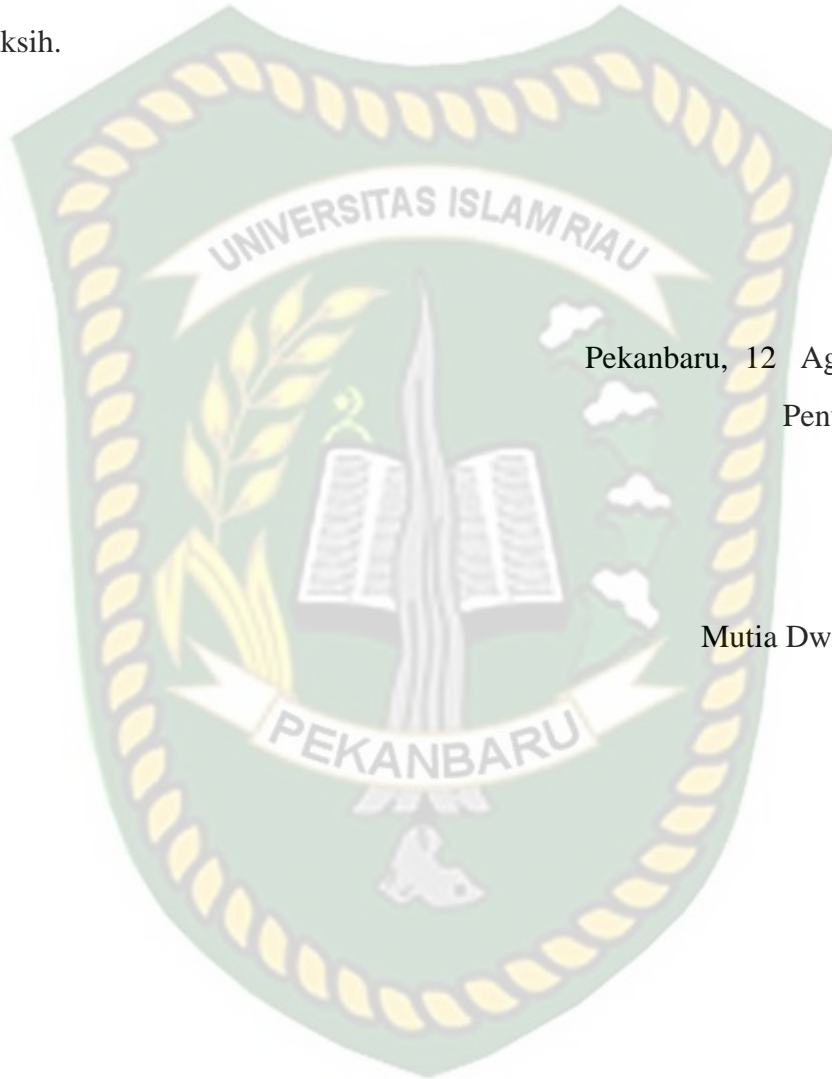 ksih.
UNIVERSITAS ISLAM RIAU
Pekanbaru, 12 Ag
Pen
Mutia Dw
PEKANBARU